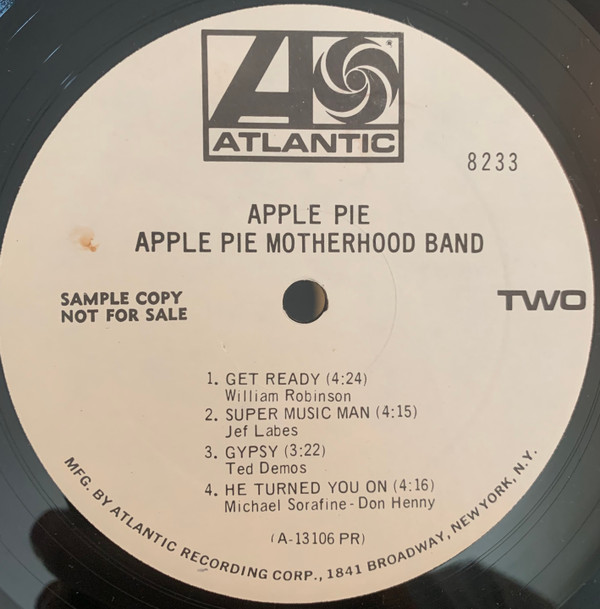 ATLANTIC
8233
APPLE PIE
APPLE PIE MOTHERHOOD BAND
SAMPLE COPY
NOT FOR SALE
TWO
1. GET READY (4:24)
William Robinson
2. SUPER MUSIC MAN (4:15)
Jef Labes
3. GYPSY (3:22)
Ted Demos
4. HE TURNED YOU ON (4:16)
Michael Sorafine - Don Henny
(A-13106 PR)
MFG. BY ATLANTIC RECORDING CORP., 1841 BROADWAY, NEW YORK, N.Y.